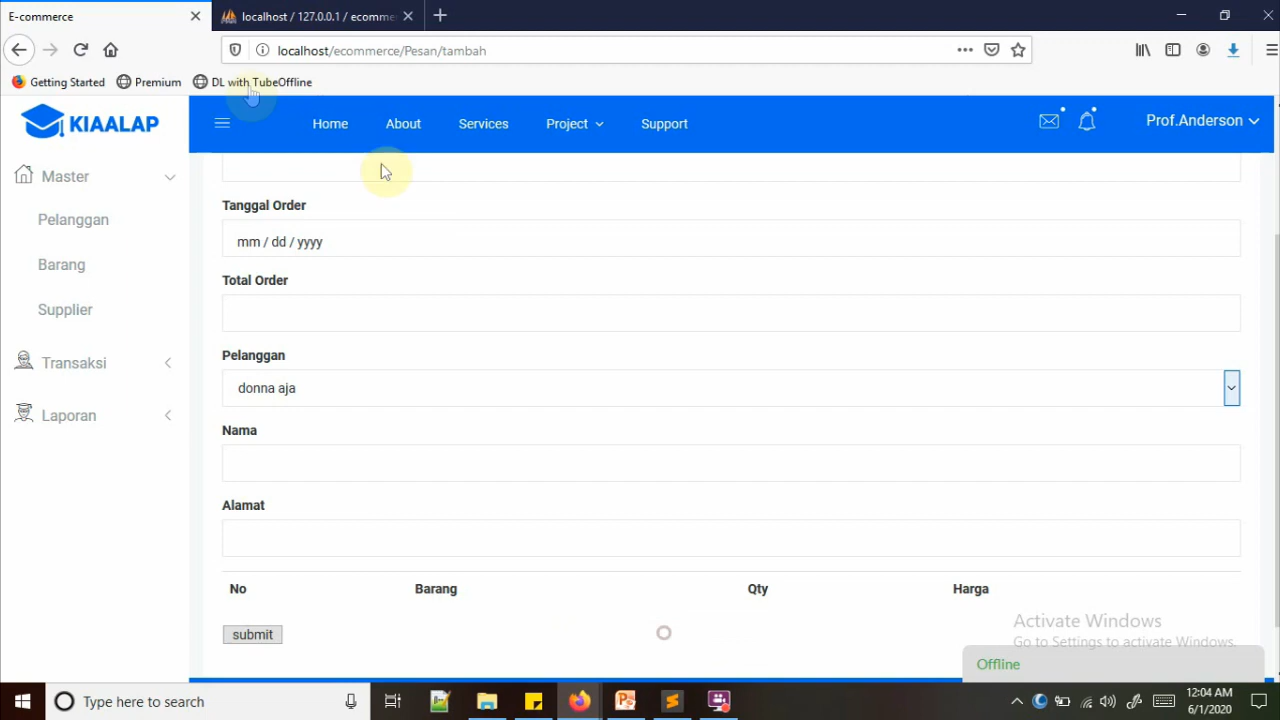 E-commerce
localhost / 127.0.0.1 / ecomme
localhost/ecommerce/Pesan/tambah
Getting Started
Premium
DL with TubeOffline
KIAALAP
Home
About
Services
Project
Support
Prof.Anderson
Master
Pelanggan
Barang
Supplier
Transaksi
Laporan
Tanggal Order
mm / dd / yyyy
Total Order
Pelanggan
donna aja
Nama
Alamat
No Barang Qty Harga
submit
Activate Windows
Go to Settings to activate Windows.
Offline
Type here to search
12:04 AM
6/1/2020